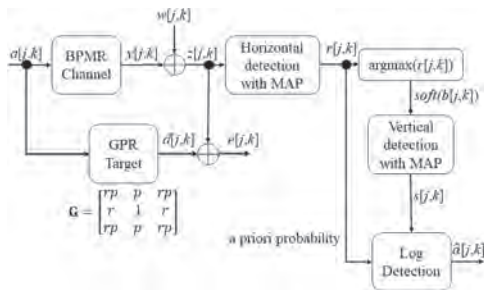 w[j,k]
a[j,k]
BPMR
Channel
y[j,k]
z[j,k]
Horizontal
detection
with MAP
r[j,k]
argmax(r[j,k])
soft(b[j,k])
GPR
Target
d[j,k]
e[j,k]
Vertical
detection
with MAP
G = [rp p rp
r 1 r
rp p rp]
s[j,k]
a priori probability
Log
Detection
â[j,k]